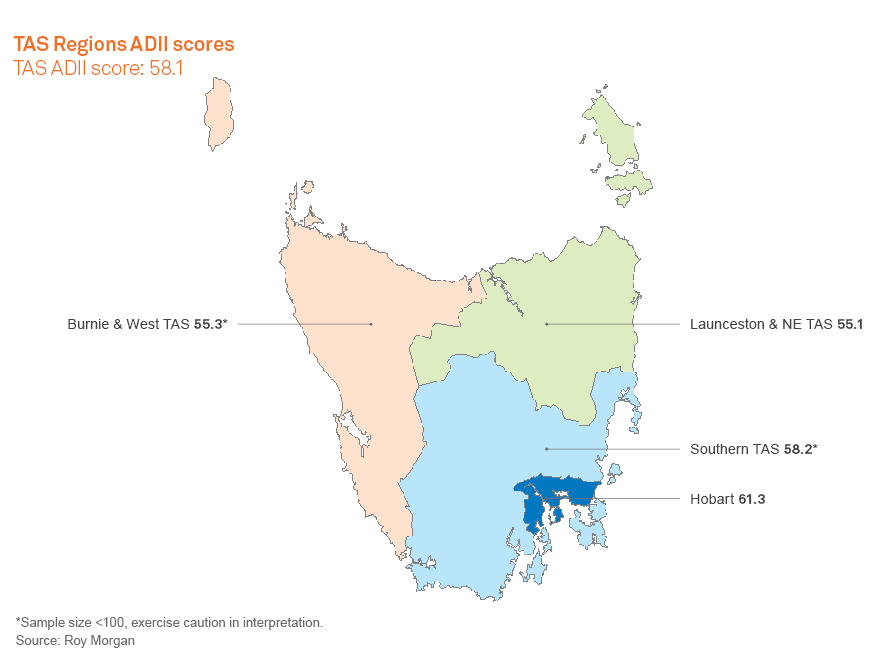 TAS Regions ADII scores
TAS ADII score: 58.1
Burnie & West TAS 55.3*
Launceston & NE TAS 55.1
Southern TAS 58.2*
Hobart 61.3
*Sample size <100, exercise caution in interpretation.
Source: Roy Morgan